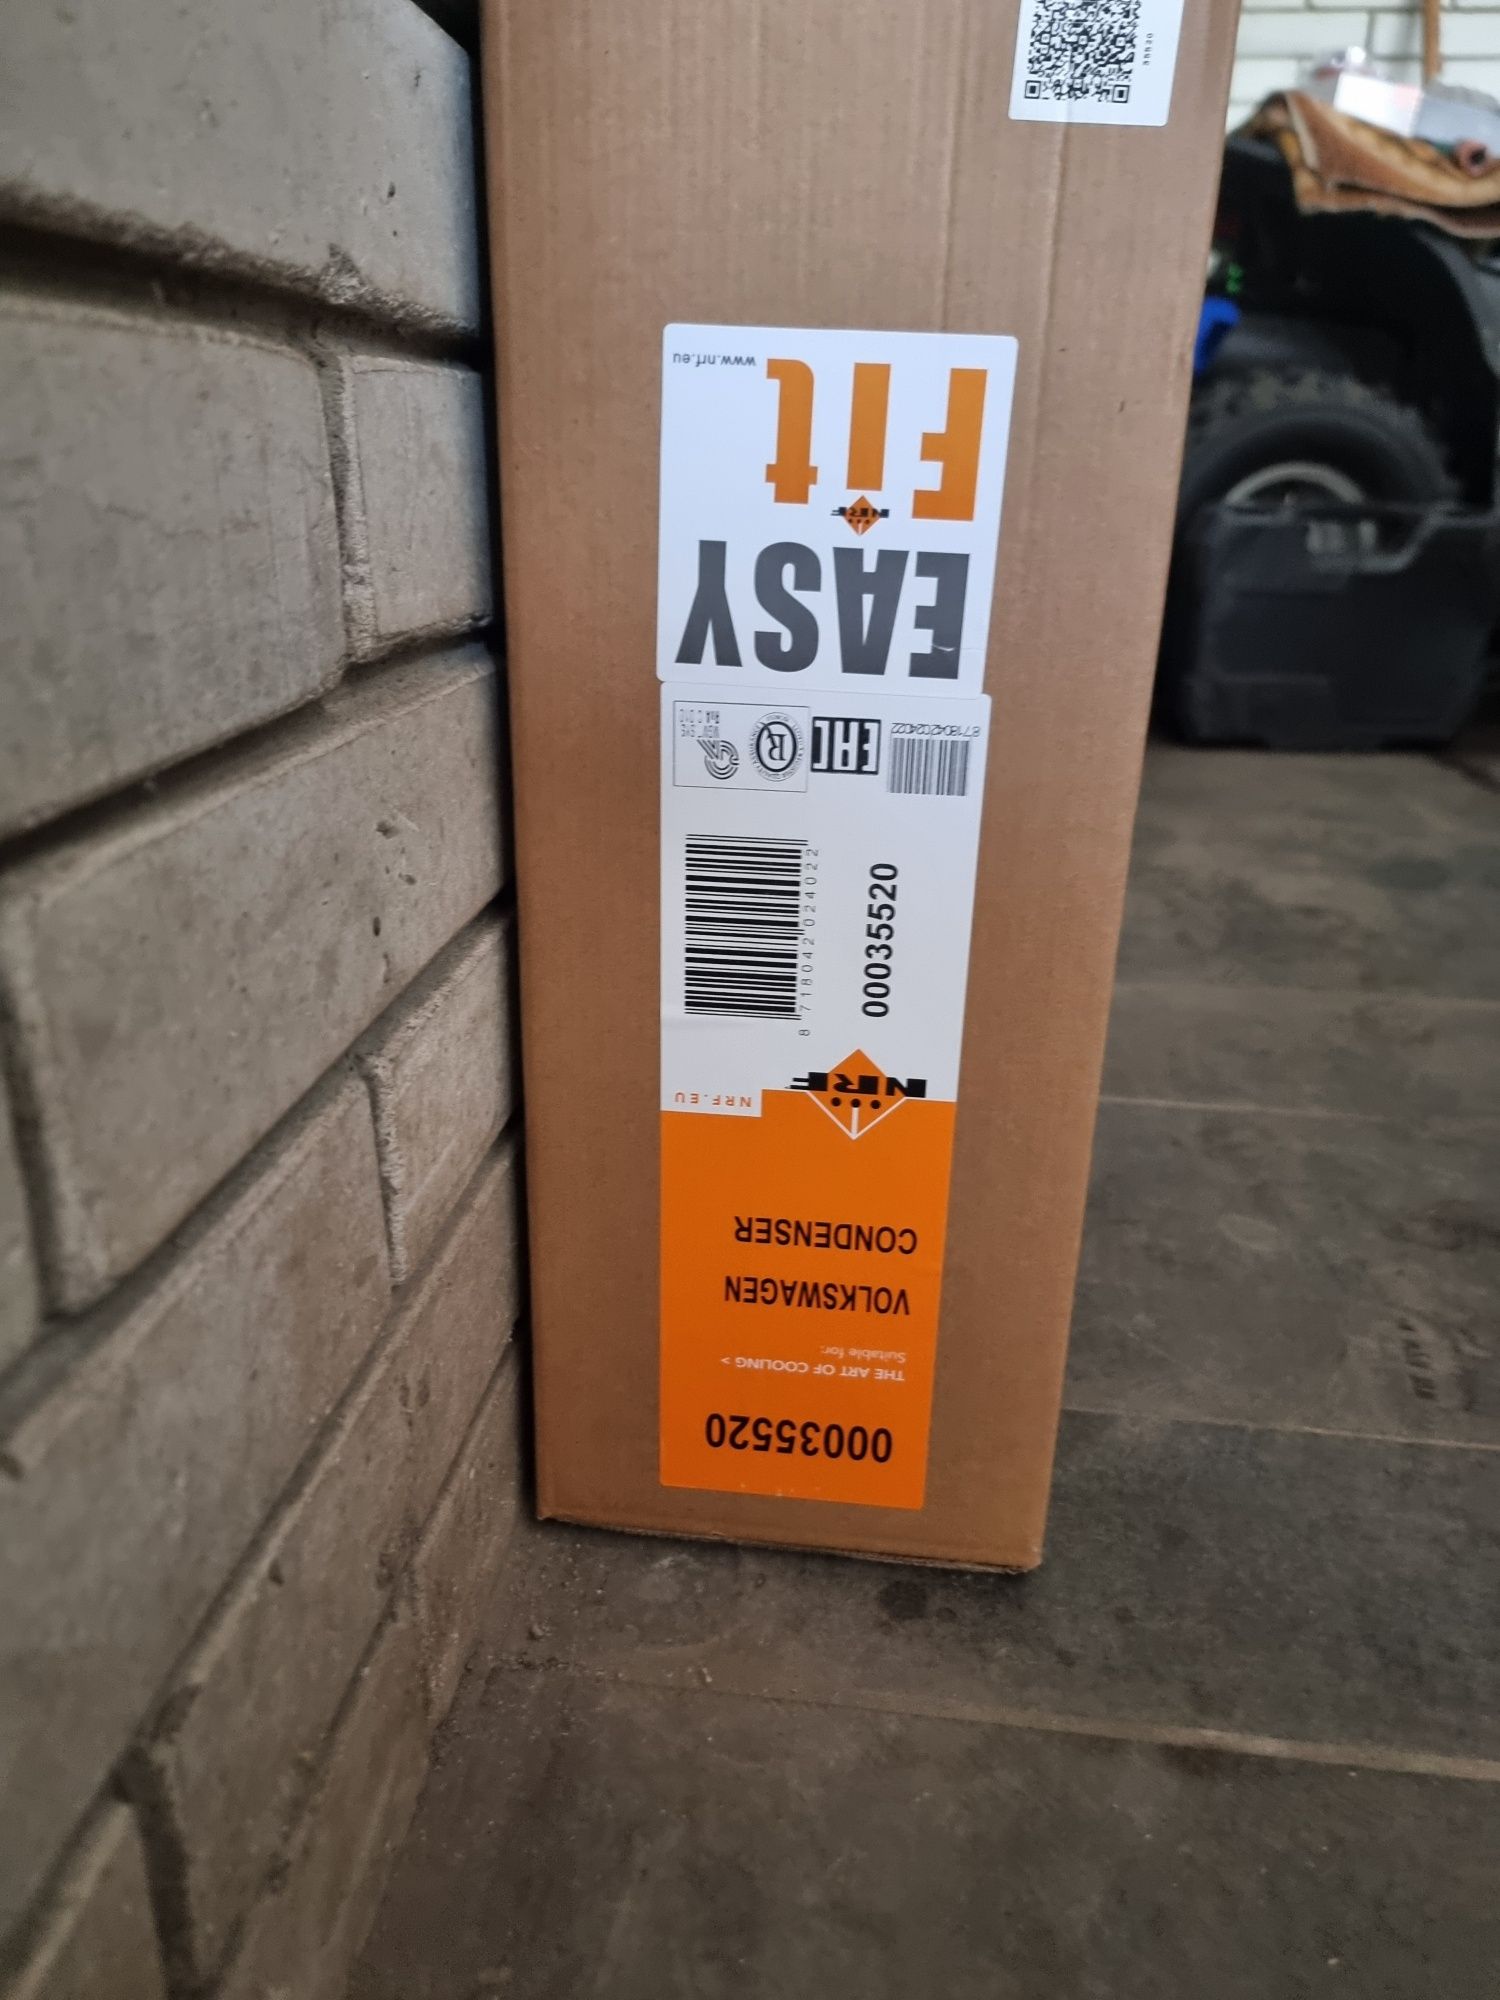 00035520
THE ART OF COOLING >
Suitable for:
VOLKSWAGEN
CONDENSER
NRF.EU
NRF
00035520
8 718042 024022
8718042024022
EAC
EASY
NRF
Fit
www.nrf.eu
35520